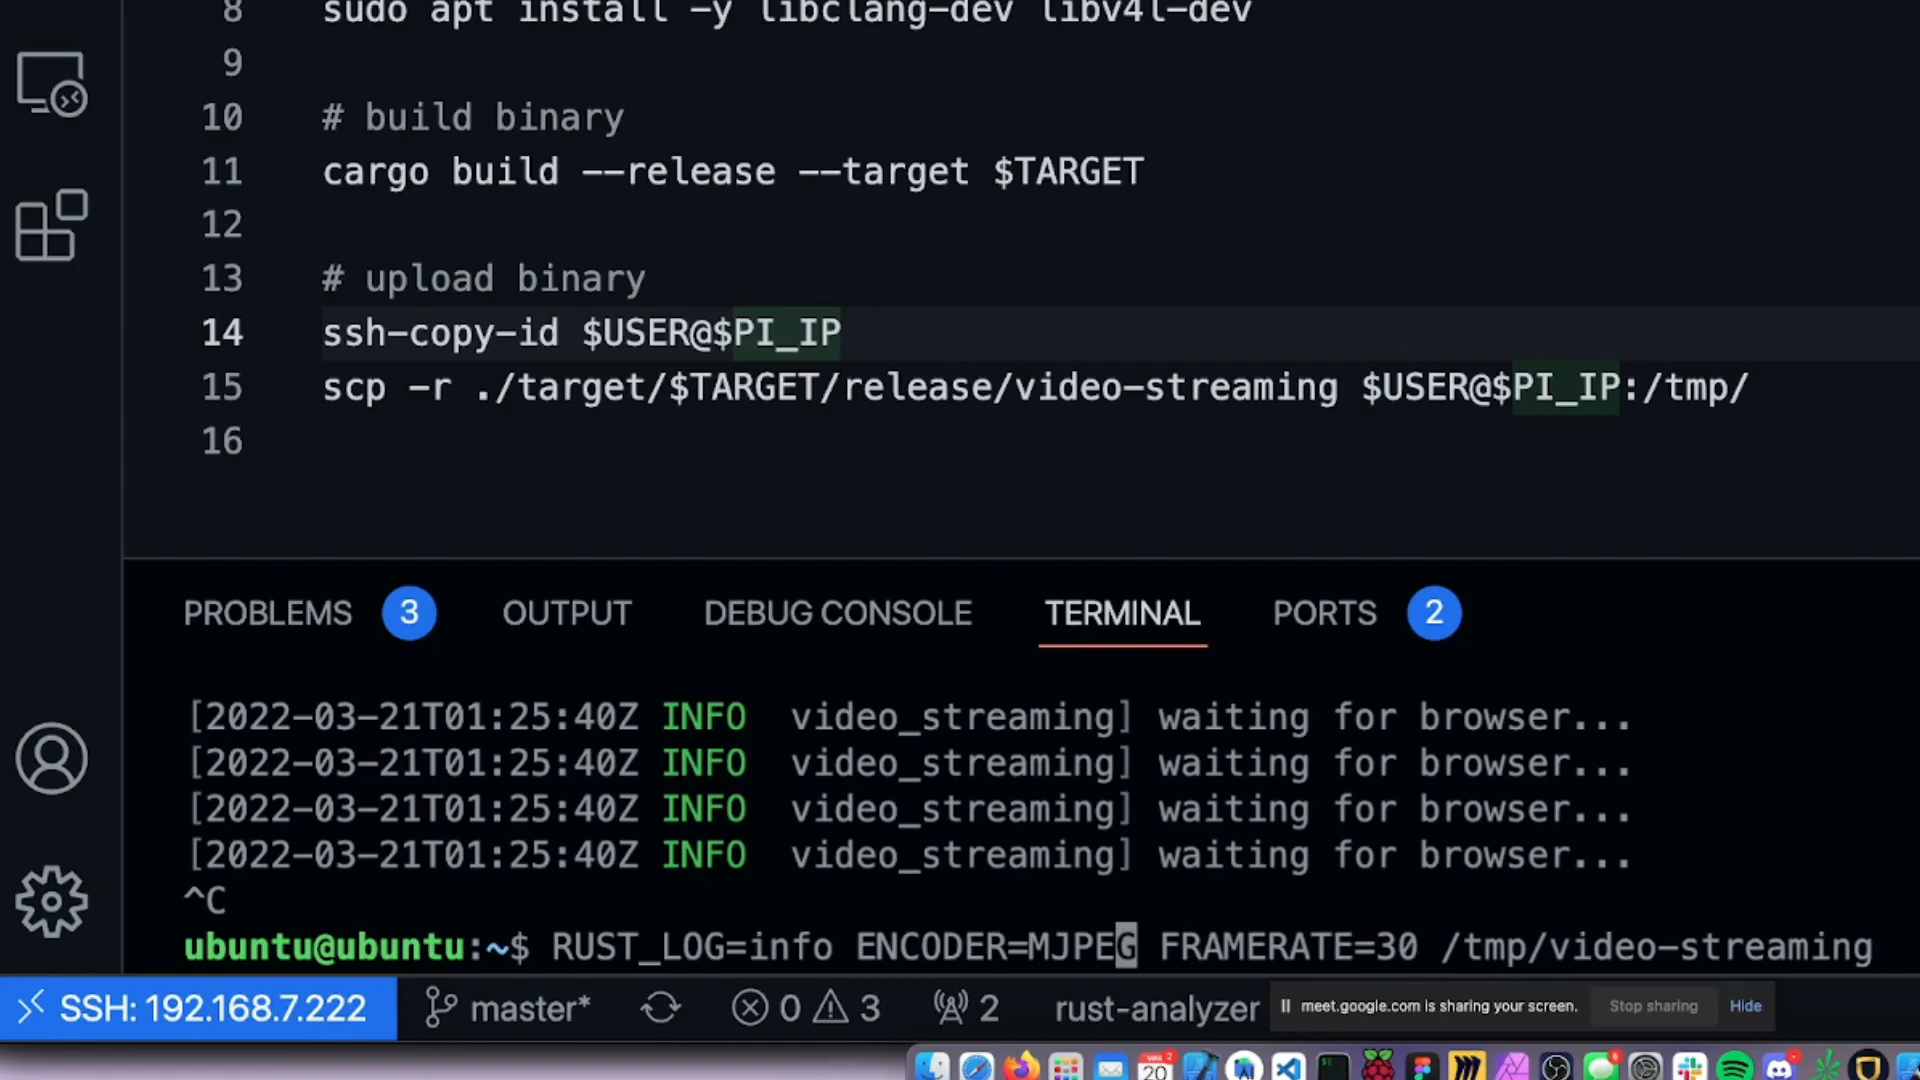 8 sudo apt install -y libclang-dev libv4l-dev
9
10 # build binary
11 cargo build --release --target $TARGET
12
13 # upload binary
14 ssh-copy-id $USER@$PI_IP
15 scp -r ./target/$TARGET/release/video-streaming $USER@$PI_IP:/tmp/
16
PROBLEMS 3 OUTPUT DEBUG CONSOLE TERMINAL PORTS 2
[2022-03-21T01:25:40Z INFO  video_streaming] waiting for browser...
[2022-03-21T01:25:40Z INFO  video_streaming] waiting for browser...
[2022-03-21T01:25:40Z INFO  video_streaming] waiting for browser...
[2022-03-21T01:25:40Z INFO  video_streaming] waiting for browser...
^C
ubuntu@ubuntu:~$ RUST_LOG=info ENCODER=MJPEG FRAMERATE=30 /tmp/video-streaming
SSH: 192.168.7.222 master* 0 3 2 rust-analyzer meet.google.com is sharing your screen. Stop sharing Hide
20